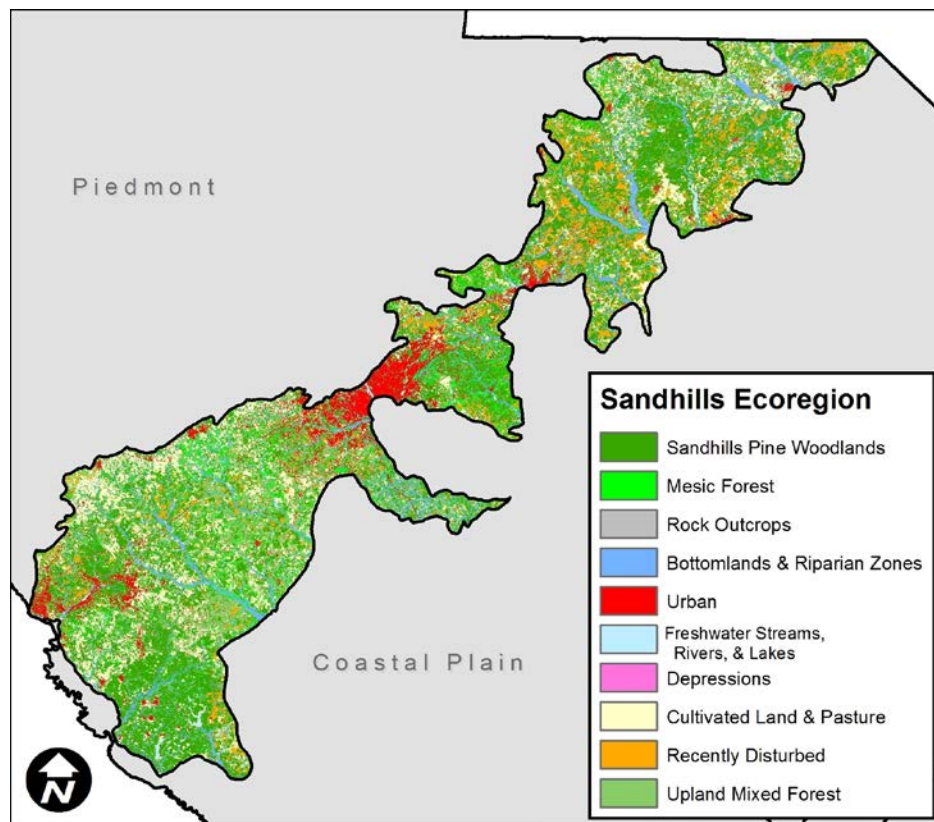 Piedmont
Coastal Plain
N
Sandhills Ecoregion
Sandhills Pine Woodlands
Mesic Forest
Rock Outcrops
Bottomlands & Riparian Zones
Urban
Freshwater Streams,
Rivers, & Lakes
Depressions
Cultivated Land & Pasture
Recently Disturbed
Upland Mixed Forest